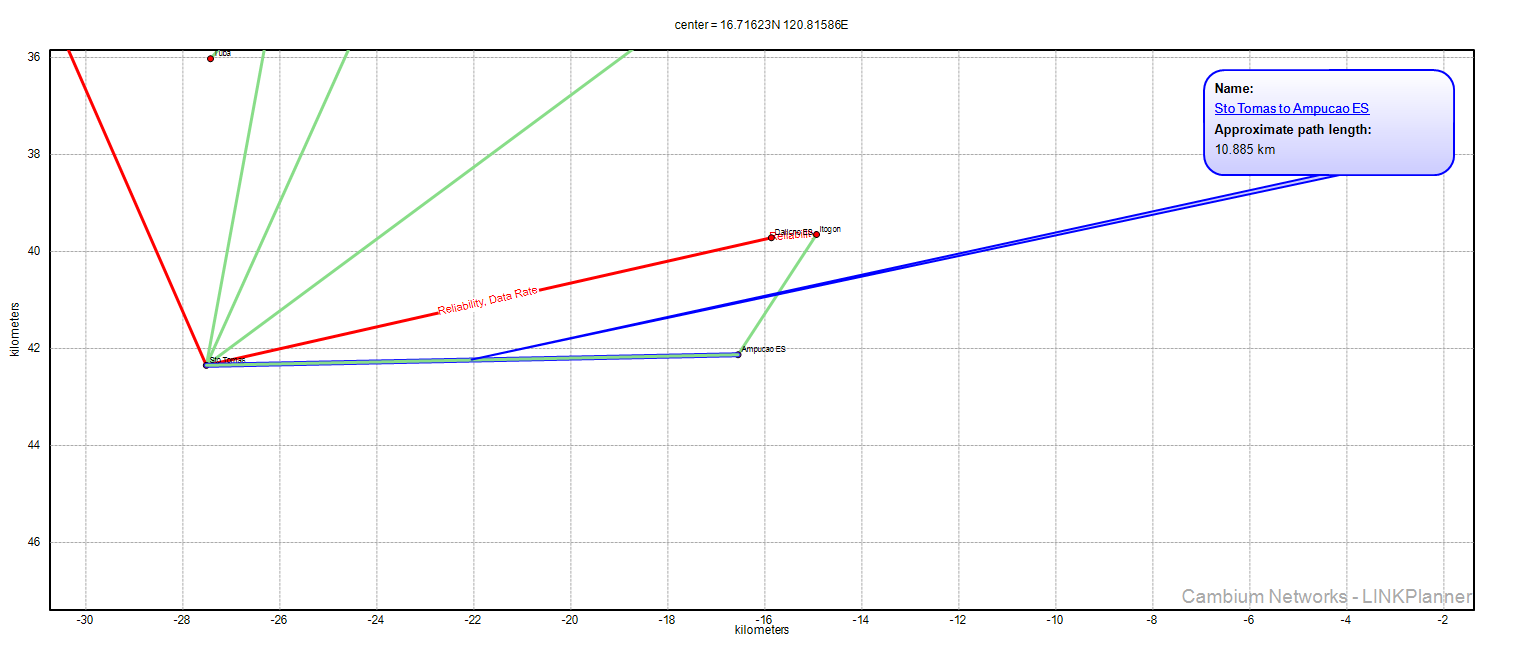 center = 16.71623N 120.81586E
36
38
40
42
44
46
kilometers
Name:
Sto Tomas to Ampucao ES
Approximate path length:
10.885 km
Itogon
Reliability, Data Rate
Sto Tomas
Ampucao ES
Cambium Networks - LINKPlanner
-30 -28 -26 -24 -22 -20 -18 -16 -14 -12 -10 -8 -6 -4 -2
kilometers